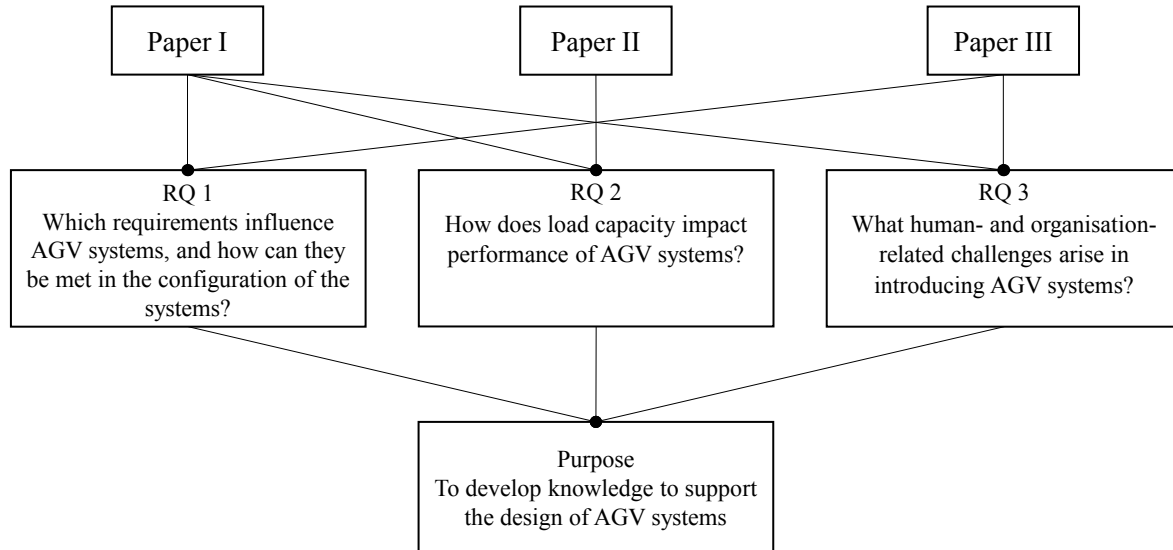 Paper I
Paper II
Paper III
RQ 1
Which requirements influence
AGV systems, and how can they
be met in the configuration of the
systems?
RQ 2
How does load capacity impact
performance of AGV systems?
RQ 3
What human- and organisation-
related challenges arise in
introducing AGV systems?
Purpose
To develop knowledge to support
the design of AGV systems